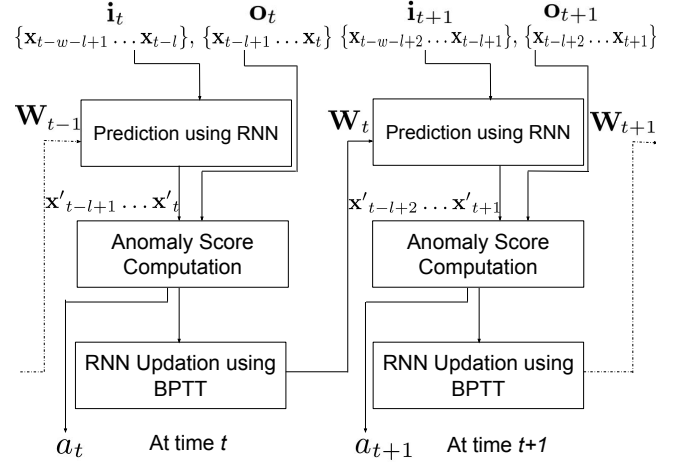 i_t o_t i_{t+1} o_{t+1}
{x_{t-w-l+1} … x_{t-l}}, {x_{t-l+1} … x_t} {x_{t-w-l+2} … x_{t-l+1}}, {x_{t-l+2} … x_{t+1}}
W_{t-1} Prediction using RNN W_t Prediction using RNN W_{t+1}
x'_{t-l+1} … x'_t x'_{t-l+2} … x'_{t+1}
Anomaly Score Anomaly Score
Computation Computation
RNN Updation using RNN Updation using
BPTT BPTT
a_t At time t a_{t+1} At time t+1